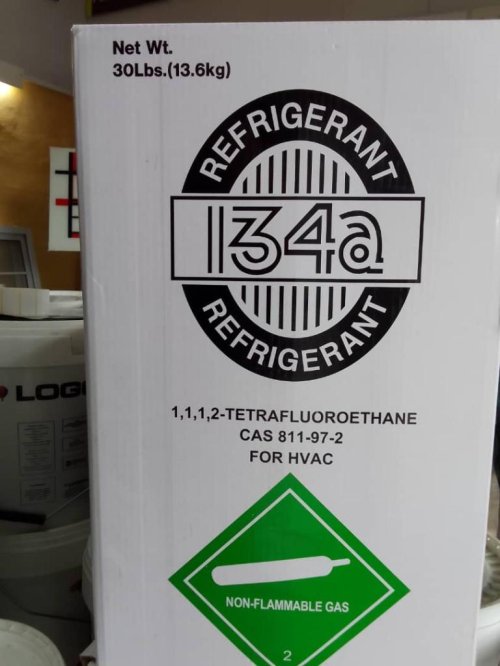 Net Wt.
30Lbs.(13.6kg)
REFRIGERANT
134a
REFRIGERANT
1,1,1,2-TETRAFLUOROETHANE
CAS 811-97-2
FOR HVAC
NON-FLAMMABLE GAS
2